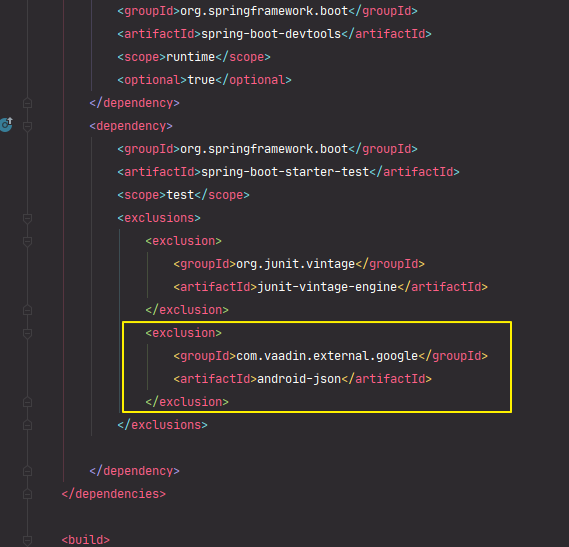 <groupId>org.springframework.boot</groupId>
<artifactId>spring-boot-devtools</artifactId>
<scope>runtime</scope>
<optional>true</optional>
</dependency>
<dependency>
<groupId>org.springframework.boot</groupId>
<artifactId>spring-boot-starter-test</artifactId>
<scope>test</scope>
<exclusions>
<exclusion>
<groupId>org.junit.vintage</groupId>
<artifactId>junit-vintage-engine</artifactId>
</exclusion>
<exclusion>
<groupId>com.vaadin.external.google</groupId>
<artifactId>android-json</artifactId>
</exclusion>
</exclusions>
</dependency>
</dependencies>
<build>